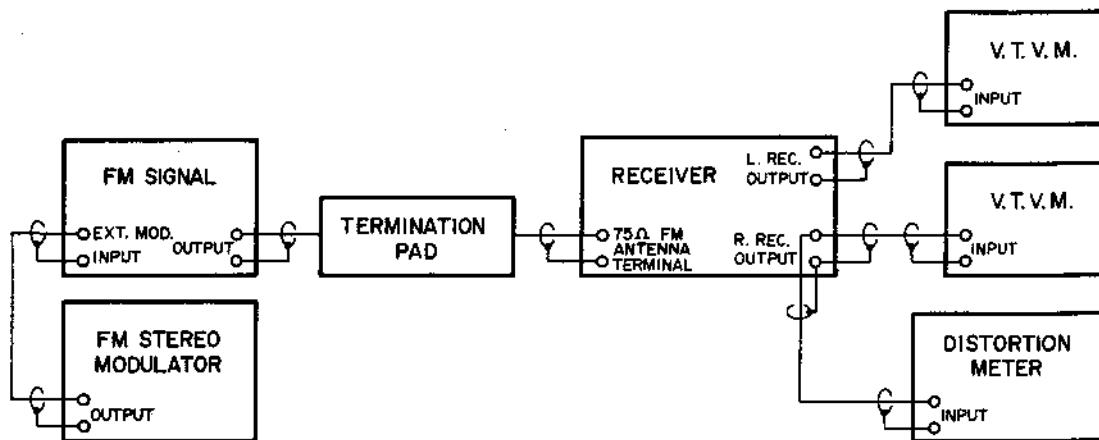 FM SIGNAL
EXT. MOD.
INPUT
OUTPUT
FM STEREO
MODULATOR
OUTPUT
TERMINATION
PAD
RECEIVER
L. REC.
OUTPUT
75Ω FM
ANTENNA
TERMINAL
R. REC.
OUTPUT
V. T. V. M.
INPUT
V. T. V. M.
INPUT
DISTORTION
METER
INPUT